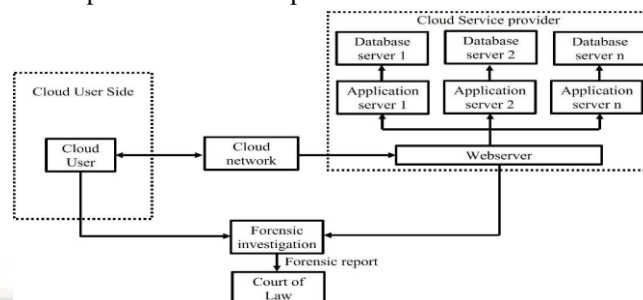 Cloud Service provider
Database server 1
Database server 2
Database server n
Application server 1
Application server 2
Application server n
Webserver
Cloud User Side
Cloud User
Cloud network
Forensic investigation
Forensic report
Court of Law